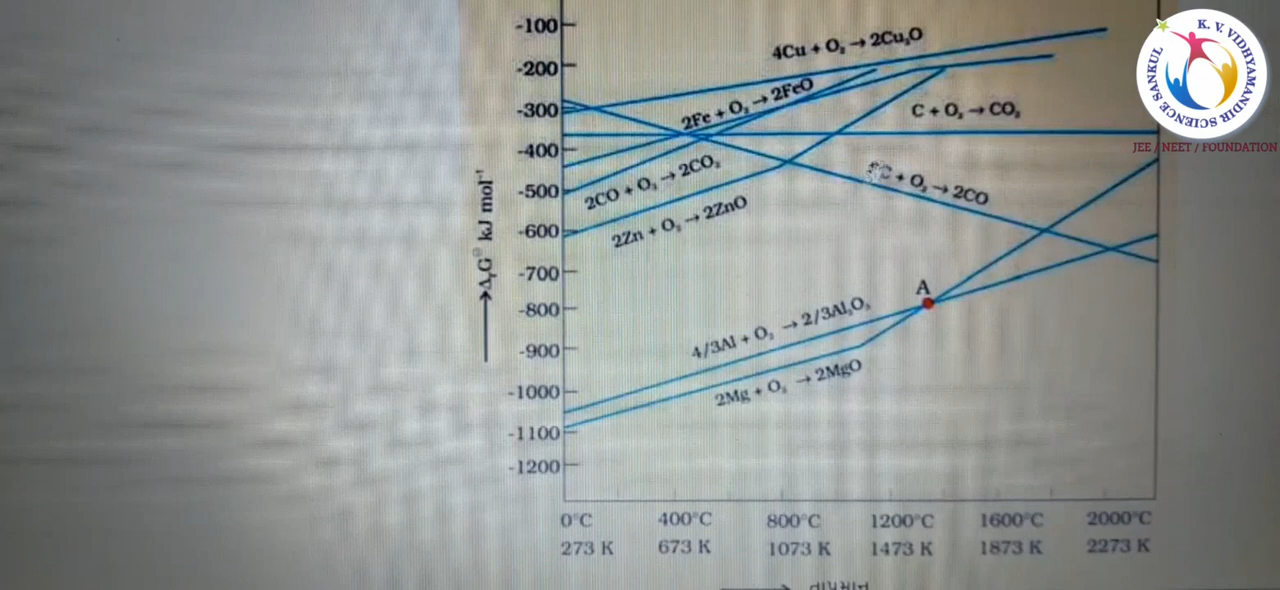 -100
-200
-300
-400
-500
-600
-700
-800
-900
-1000
-1100
-1200
ΔᵣG⊖ kJ mol⁻¹
4Cu + O₂ → 2Cu₂O
2Fe + O₂ → 2FeO
C + O₂ → CO₂
2CO + O₂ → 2CO₂
C + O₂ → 2CO
2Zn + O₂ → 2ZnO
A
4/3Al + O₂ → 2/3Al₂O₃
2Mg + O₂ → 2MgO
0°C 400°C 800°C 1200°C 1600°C 2000°C
273 K 673 K 1073 K 1473 K 1873 K 2273 K
K. V. VIDHYAMANDIR SCIENCE SANKUL
JEE / NEET / FOUNDATION